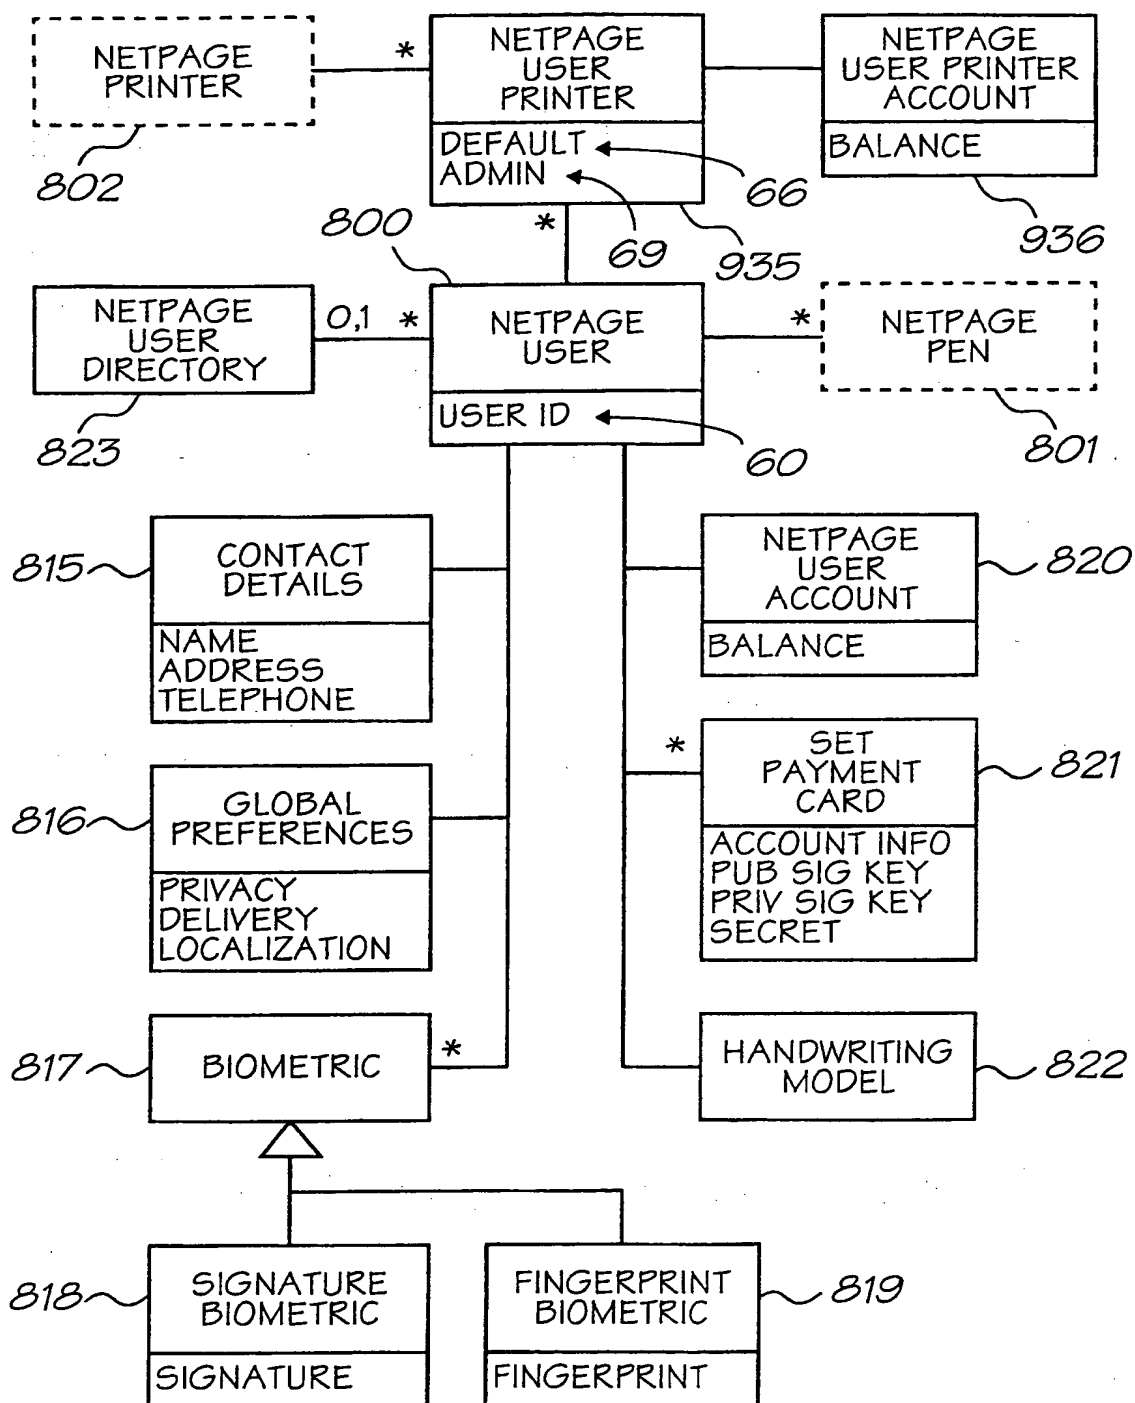 NETPAGE
PRINTER
802
*
NETPAGE
USER
PRINTER
DEFAULT
ADMIN
66
69
935
NETPAGE
USER PRINTER
ACCOUNT
BALANCE
936
*
800
NETPAGE
USER
DIRECTORY
823
0,1 *
NETPAGE
USER
USER ID
60
*
NETPAGE
PEN
801
815
CONTACT
DETAILS
NAME
ADDRESS
TELEPHONE
NETPAGE
USER
ACCOUNT
BALANCE
820
816
GLOBAL
PREFERENCES
PRIVACY
DELIVERY
LOCALIZATION
*
SET
PAYMENT
CARD
ACCOUNT INFO
PUB SIG KEY
PRIV SIG KEY
SECRET
821
817
BIOMETRIC
*
HANDWRITING
MODEL
822
818
SIGNATURE
BIOMETRIC
SIGNATURE
FINGERPRINT
BIOMETRIC
FINGERPRINT
819